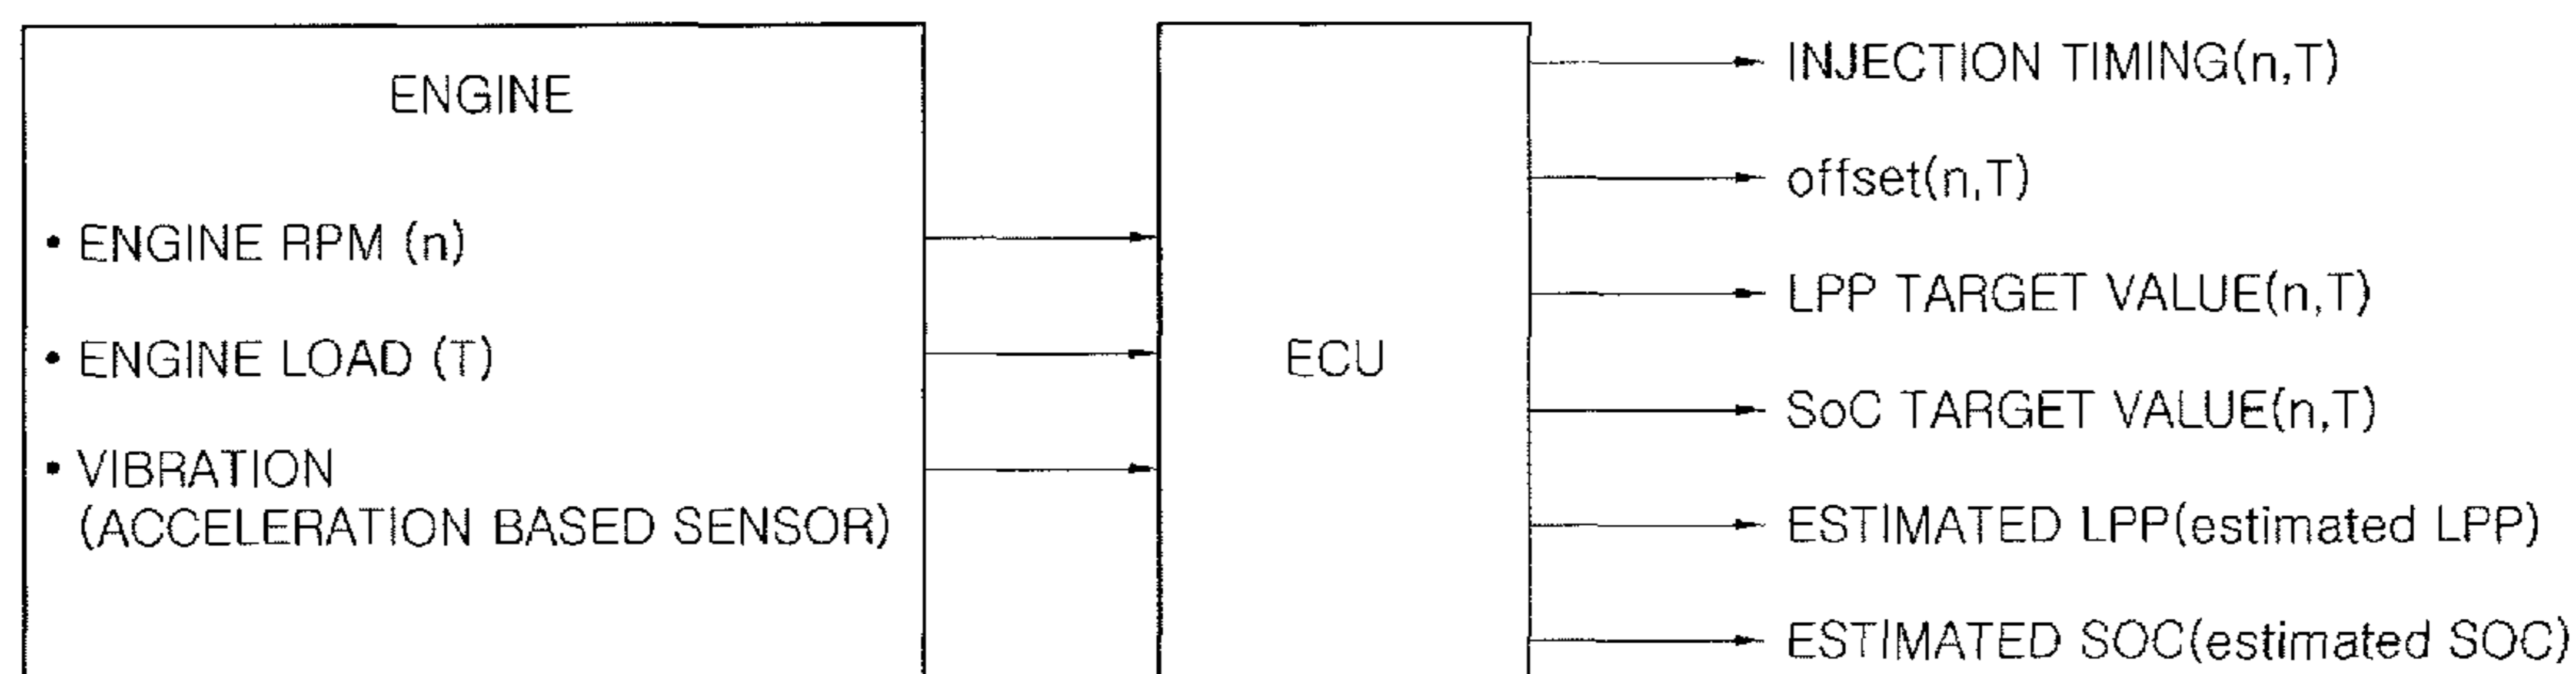 ENGINE
• ENGINE RPM (n)
• ENGINE LOAD (T)
• VIBRATION
(ACCELERATION BASED SENSOR)
ECU
INJECTION TIMING(n,T)
offset(n,T)
LPP TARGET VALUE(n,T)
SoC TARGET VALUE(n,T)
ESTIMATED LPP(estimated LPP)
ESTIMATED SOC(estimated SOC)